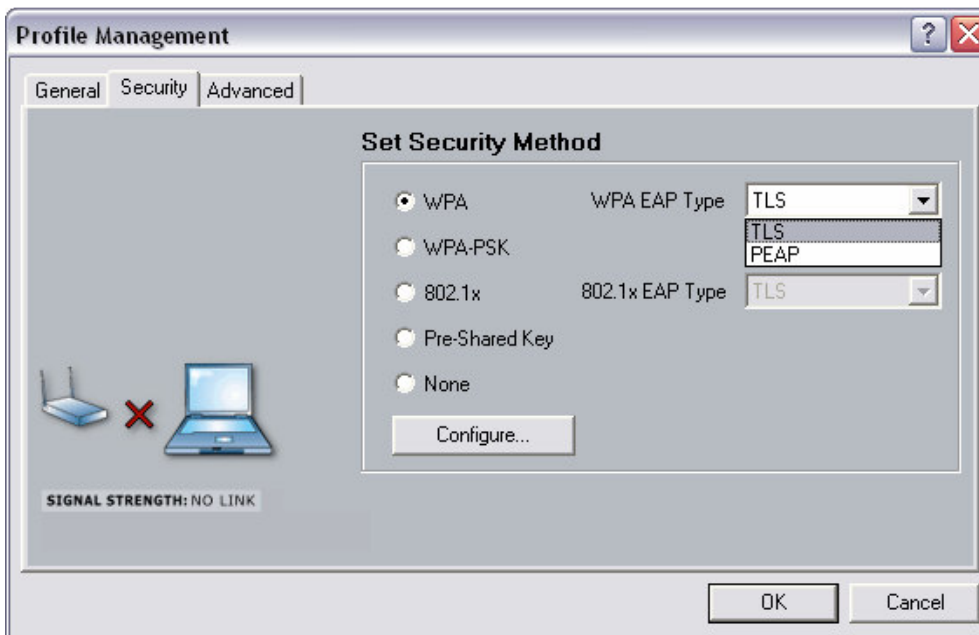 Profile Management
General Security Advanced
Set Security Method
WPA WPA EAP Type TLS
TLS
PEAP
WPA-PSK
802.1x 802.1x EAP Type TLS
Pre-Shared Key
None
Configure...
SIGNAL STRENGTH: NO LINK
OK Cancel